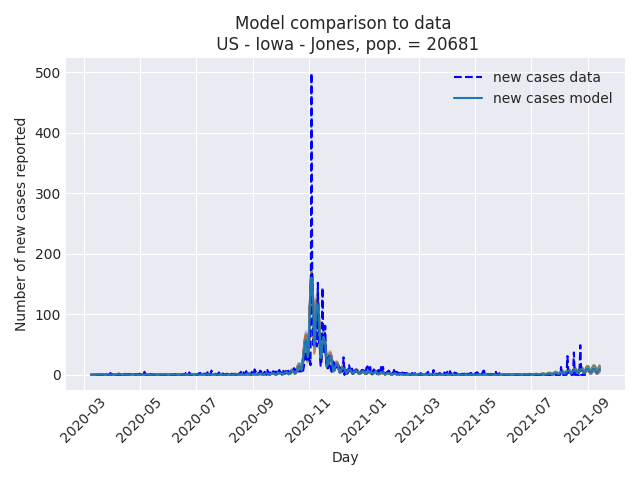 Model comparison to data
US - Iowa - Jones, pop. = 20681
new cases data
new cases model
Number of new cases reported
500
400
300
200
100
0
2020-03
2020-05
2020-07
2020-09
2020-11
2021-01
2021-03
2021-05
2021-07
2021-09
Day